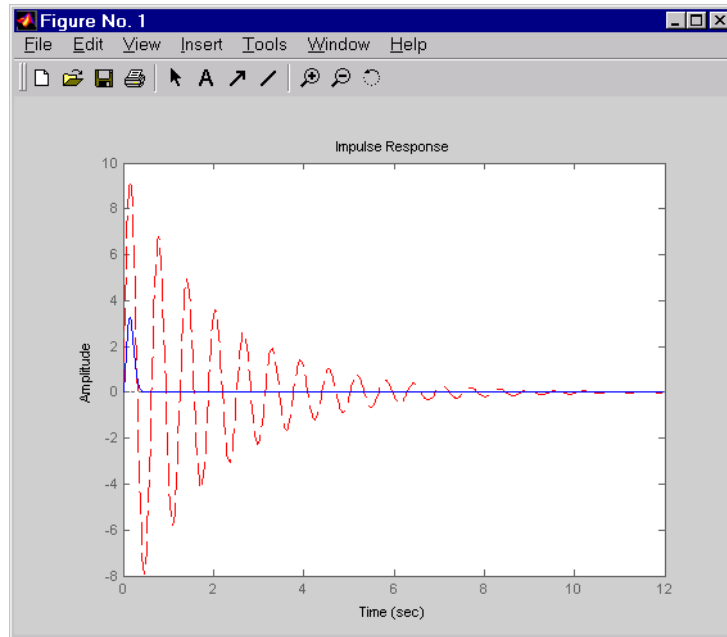 Figure No. 1
File Edit View Insert Tools Window Help
A
Impulse Response
10
8
6
4
2
0
-2
-4
-6
-8
Amplitude
0 2 4 6 8 10 12
Time (sec)